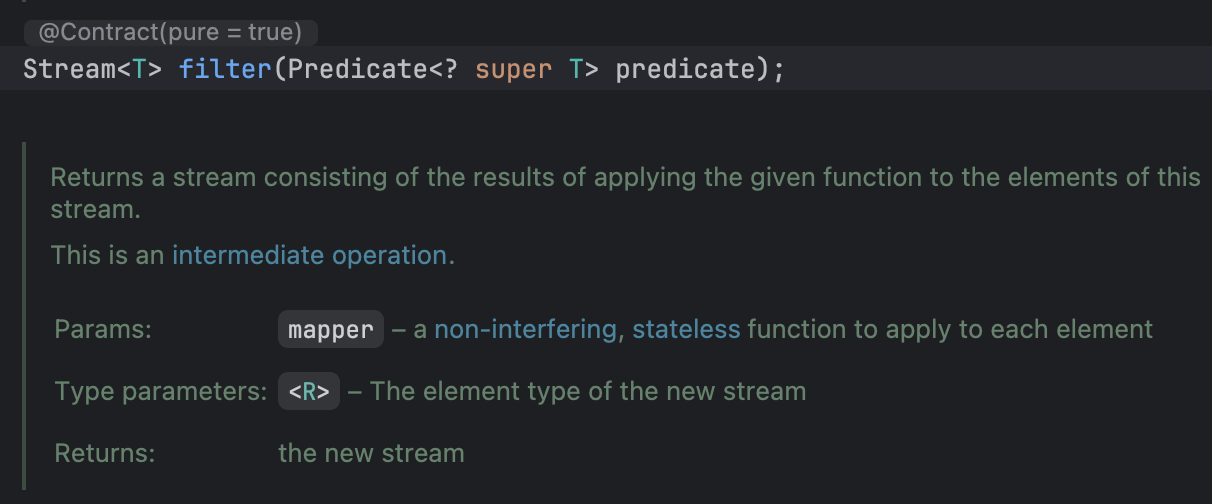 @Contract(pure = true)
Stream<T> filter(Predicate<? super T> predicate);
Returns a stream consisting of the results of applying the given function to the elements of this
stream.
This is an intermediate operation.
Params: mapper – a non-interfering, stateless function to apply to each element
Type parameters: <R> – The element type of the new stream
Returns: the new stream